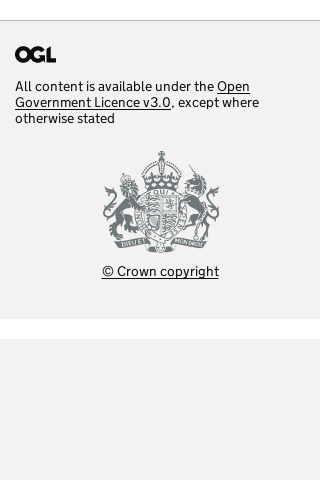 OGL
All content is available under the Open
Government Licence v3.0, except where
otherwise stated
QUI
DIEU ET
MON DROIT
© Crown copyright